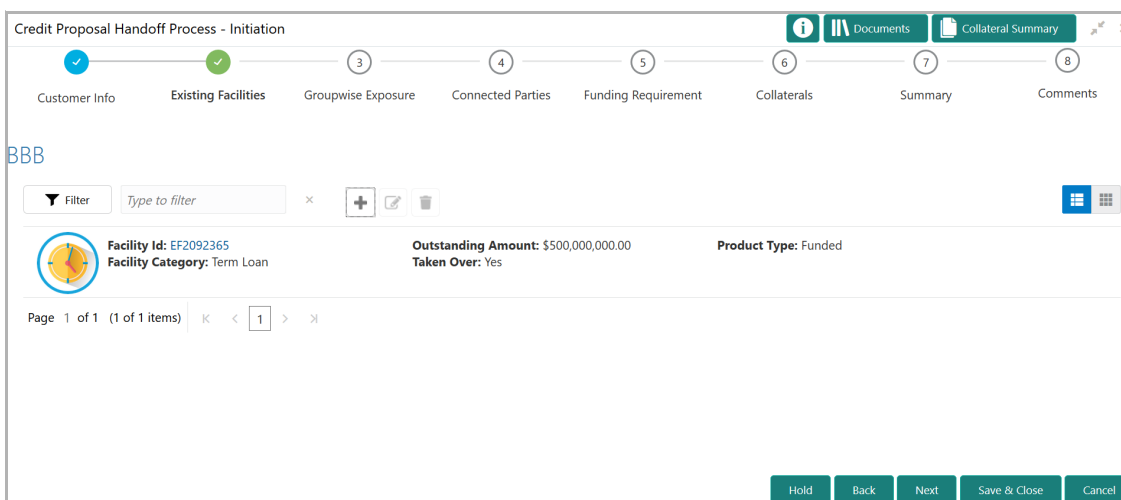 Credit Proposal Handoff Process - Initiation
Documents
Collateral Summary
3 4 5 6 7 8
Customer Info Existing Facilities Groupwise Exposure Connected Parties Funding Requirement Collaterals Summary Comments
BBB
Filter Type to filter
Facility Id: EF2092365 Outstanding Amount: $500,000,000.00 Product Type: Funded
Facility Category: Term Loan Taken Over: Yes
Page 1 of 1 (1 of 1 items) 1
Hold Back Next Save & Close Cancel